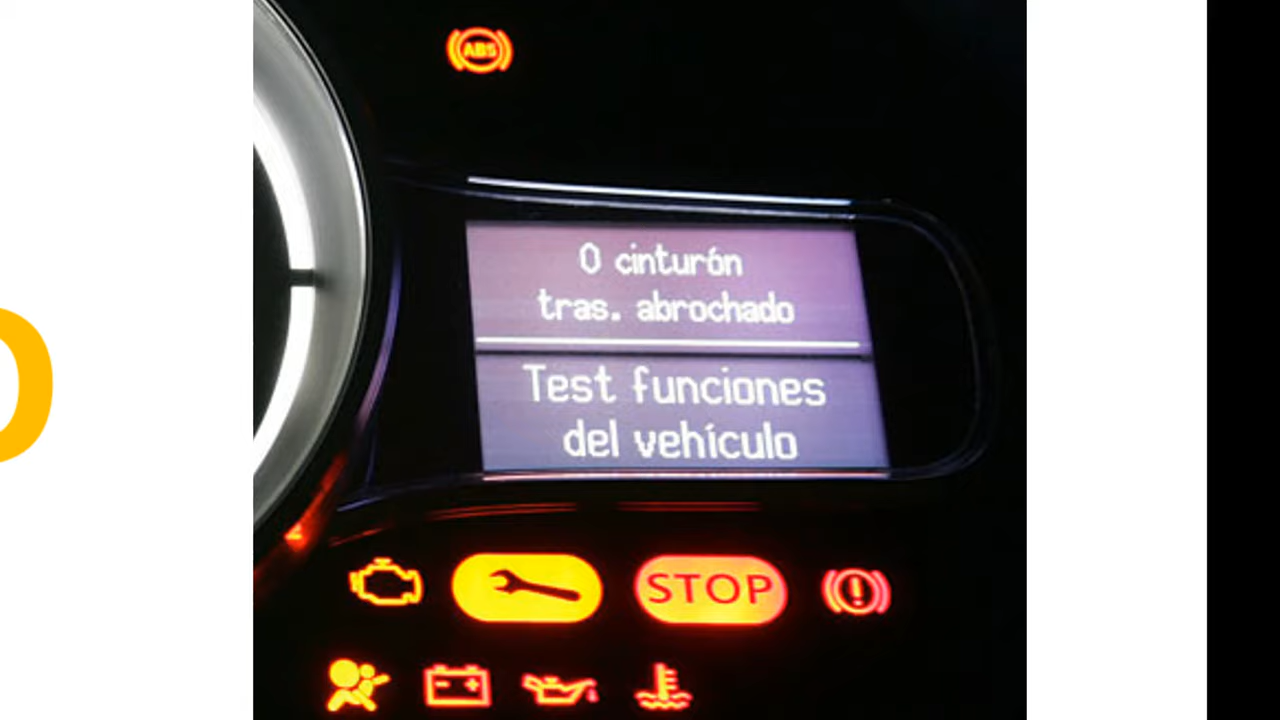 ABS
0 cinturón
tras. abrochado
Test funciones
del vehículo
STOP